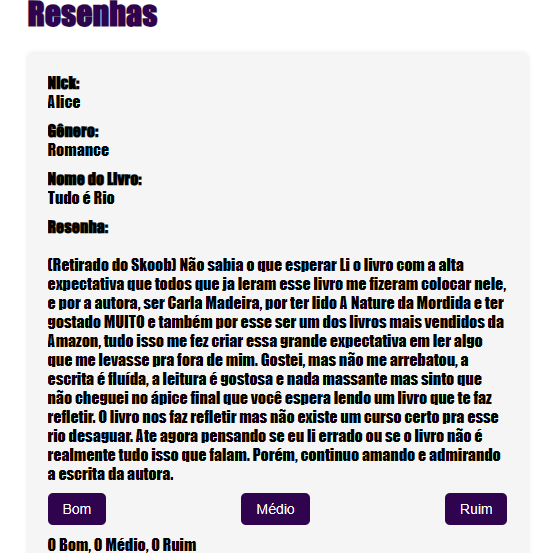 Resenhas
Nick:
Alice
Gênero:
Romance
Nome do Livro:
Tudo é Rio
Resenha:
(Retirado do Skoob) Não sabia o que esperar Li o livro com a alta
expectativa que todos que ja leram esse livro me fizeram colocar nele,
e por a autora, ser Carla Madeira, por ter lido A Nature da Mordida e ter
gostado MUITO e também por esse ser um dos livros mais vendidos da
Amazon, tudo isso me fez criar essa grande expectativa em ler algo
que me levasse pra fora de mim. Gostei, mas não me arrebatou, a
escrita é fluída, a leitura é gostosa e nada massante mas sinto que
não cheguei no ápice final que você espera lendo um livro que te faz
refletir. O livro nos faz refletir mas não existe um curso certo pra esse
rio desaguar. Ate agora pensando se eu li errado ou se o livro não é
realmente tudo isso que falam. Porém, continuo amando e admirando
a escrita da autora.
Bom Médio Ruim
0 Bom, 0 Médio, 0 Ruim